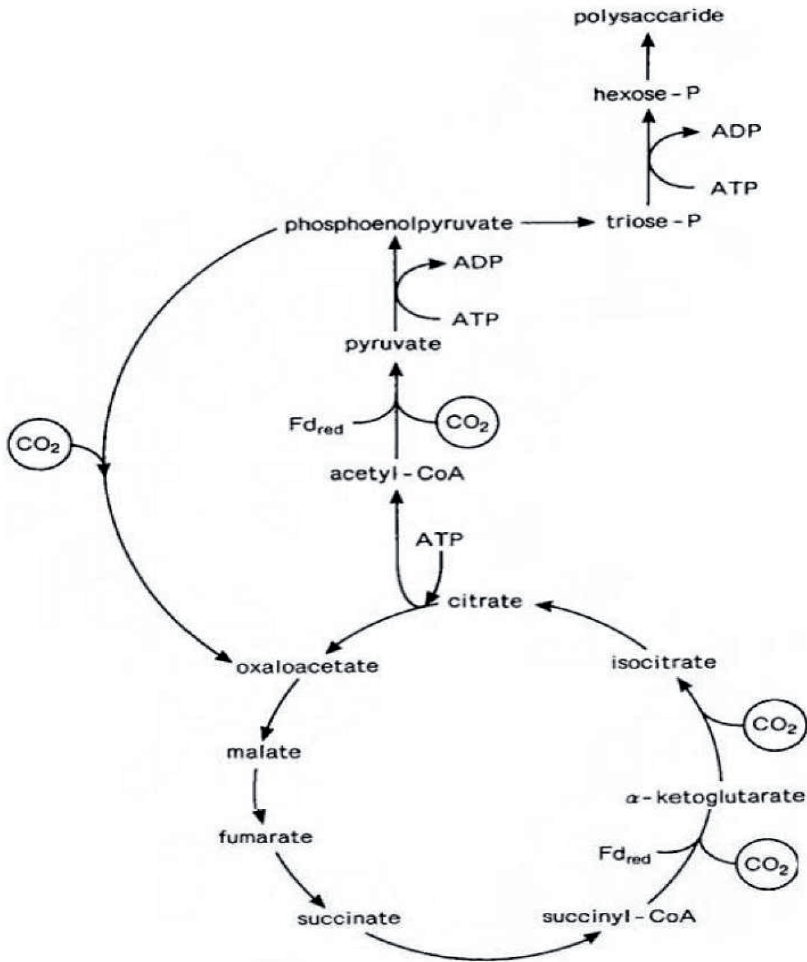 polysaccaride
hexose-P
ADP
ATP
phosphoenolpyruvate
triose-P
ADP
ATP
pyruvate
Fdred
CO2
CO2
acetyl-CoA
ATP
citrate
oxaloacetate
isocitrate
CO2
malate
α-ketoglutarate
fumarate
Fdred
CO2
succinate
succinyl-CoA